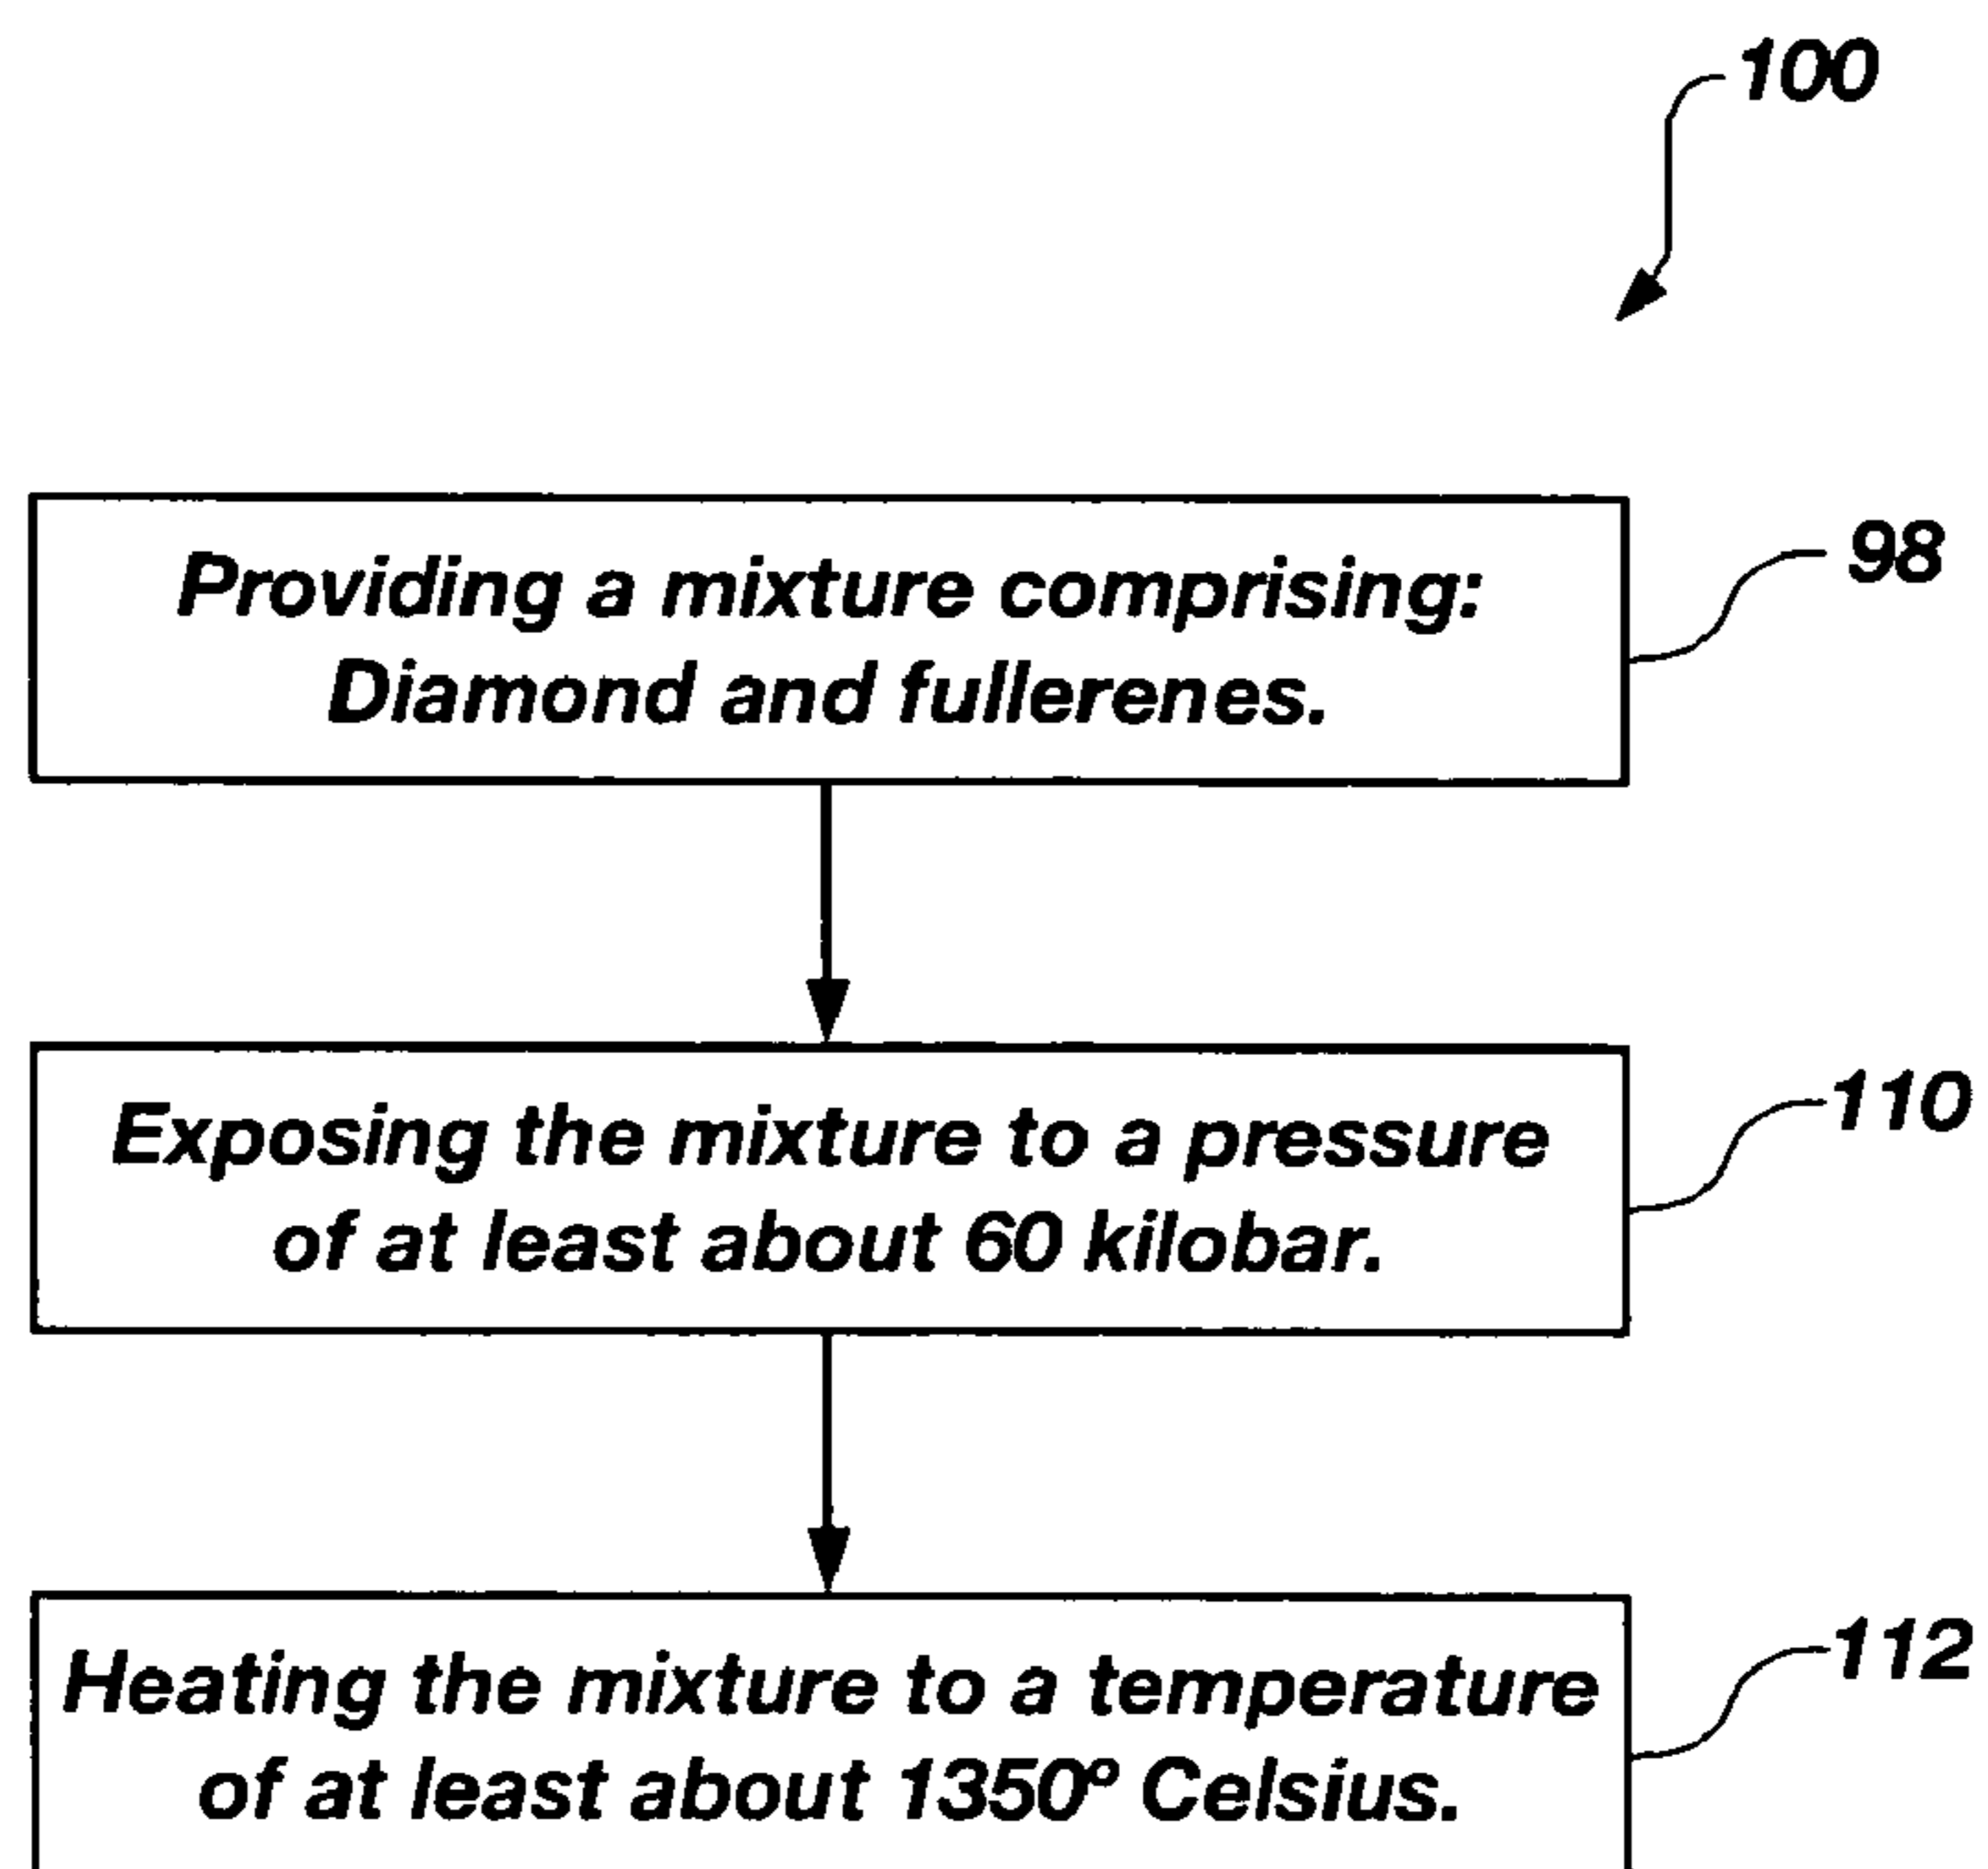 100
Providing a mixture comprising:
Diamond and fullerenes.
98
Exposing the mixture to a pressure
of at least about 60 kilobar.
110
Heating the mixture to a temperature
of at least about 1350° Celsius.
112